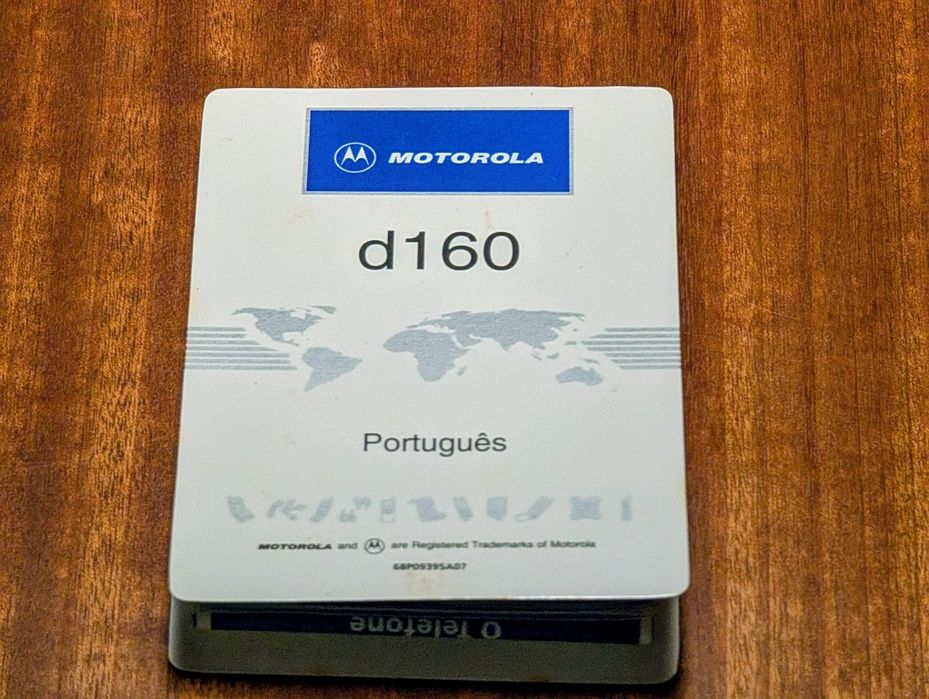 MOTOROLA
d160
Português
MOTOROLA and are Registered Trademarks of Motorola
68P09395A07
O Telefone